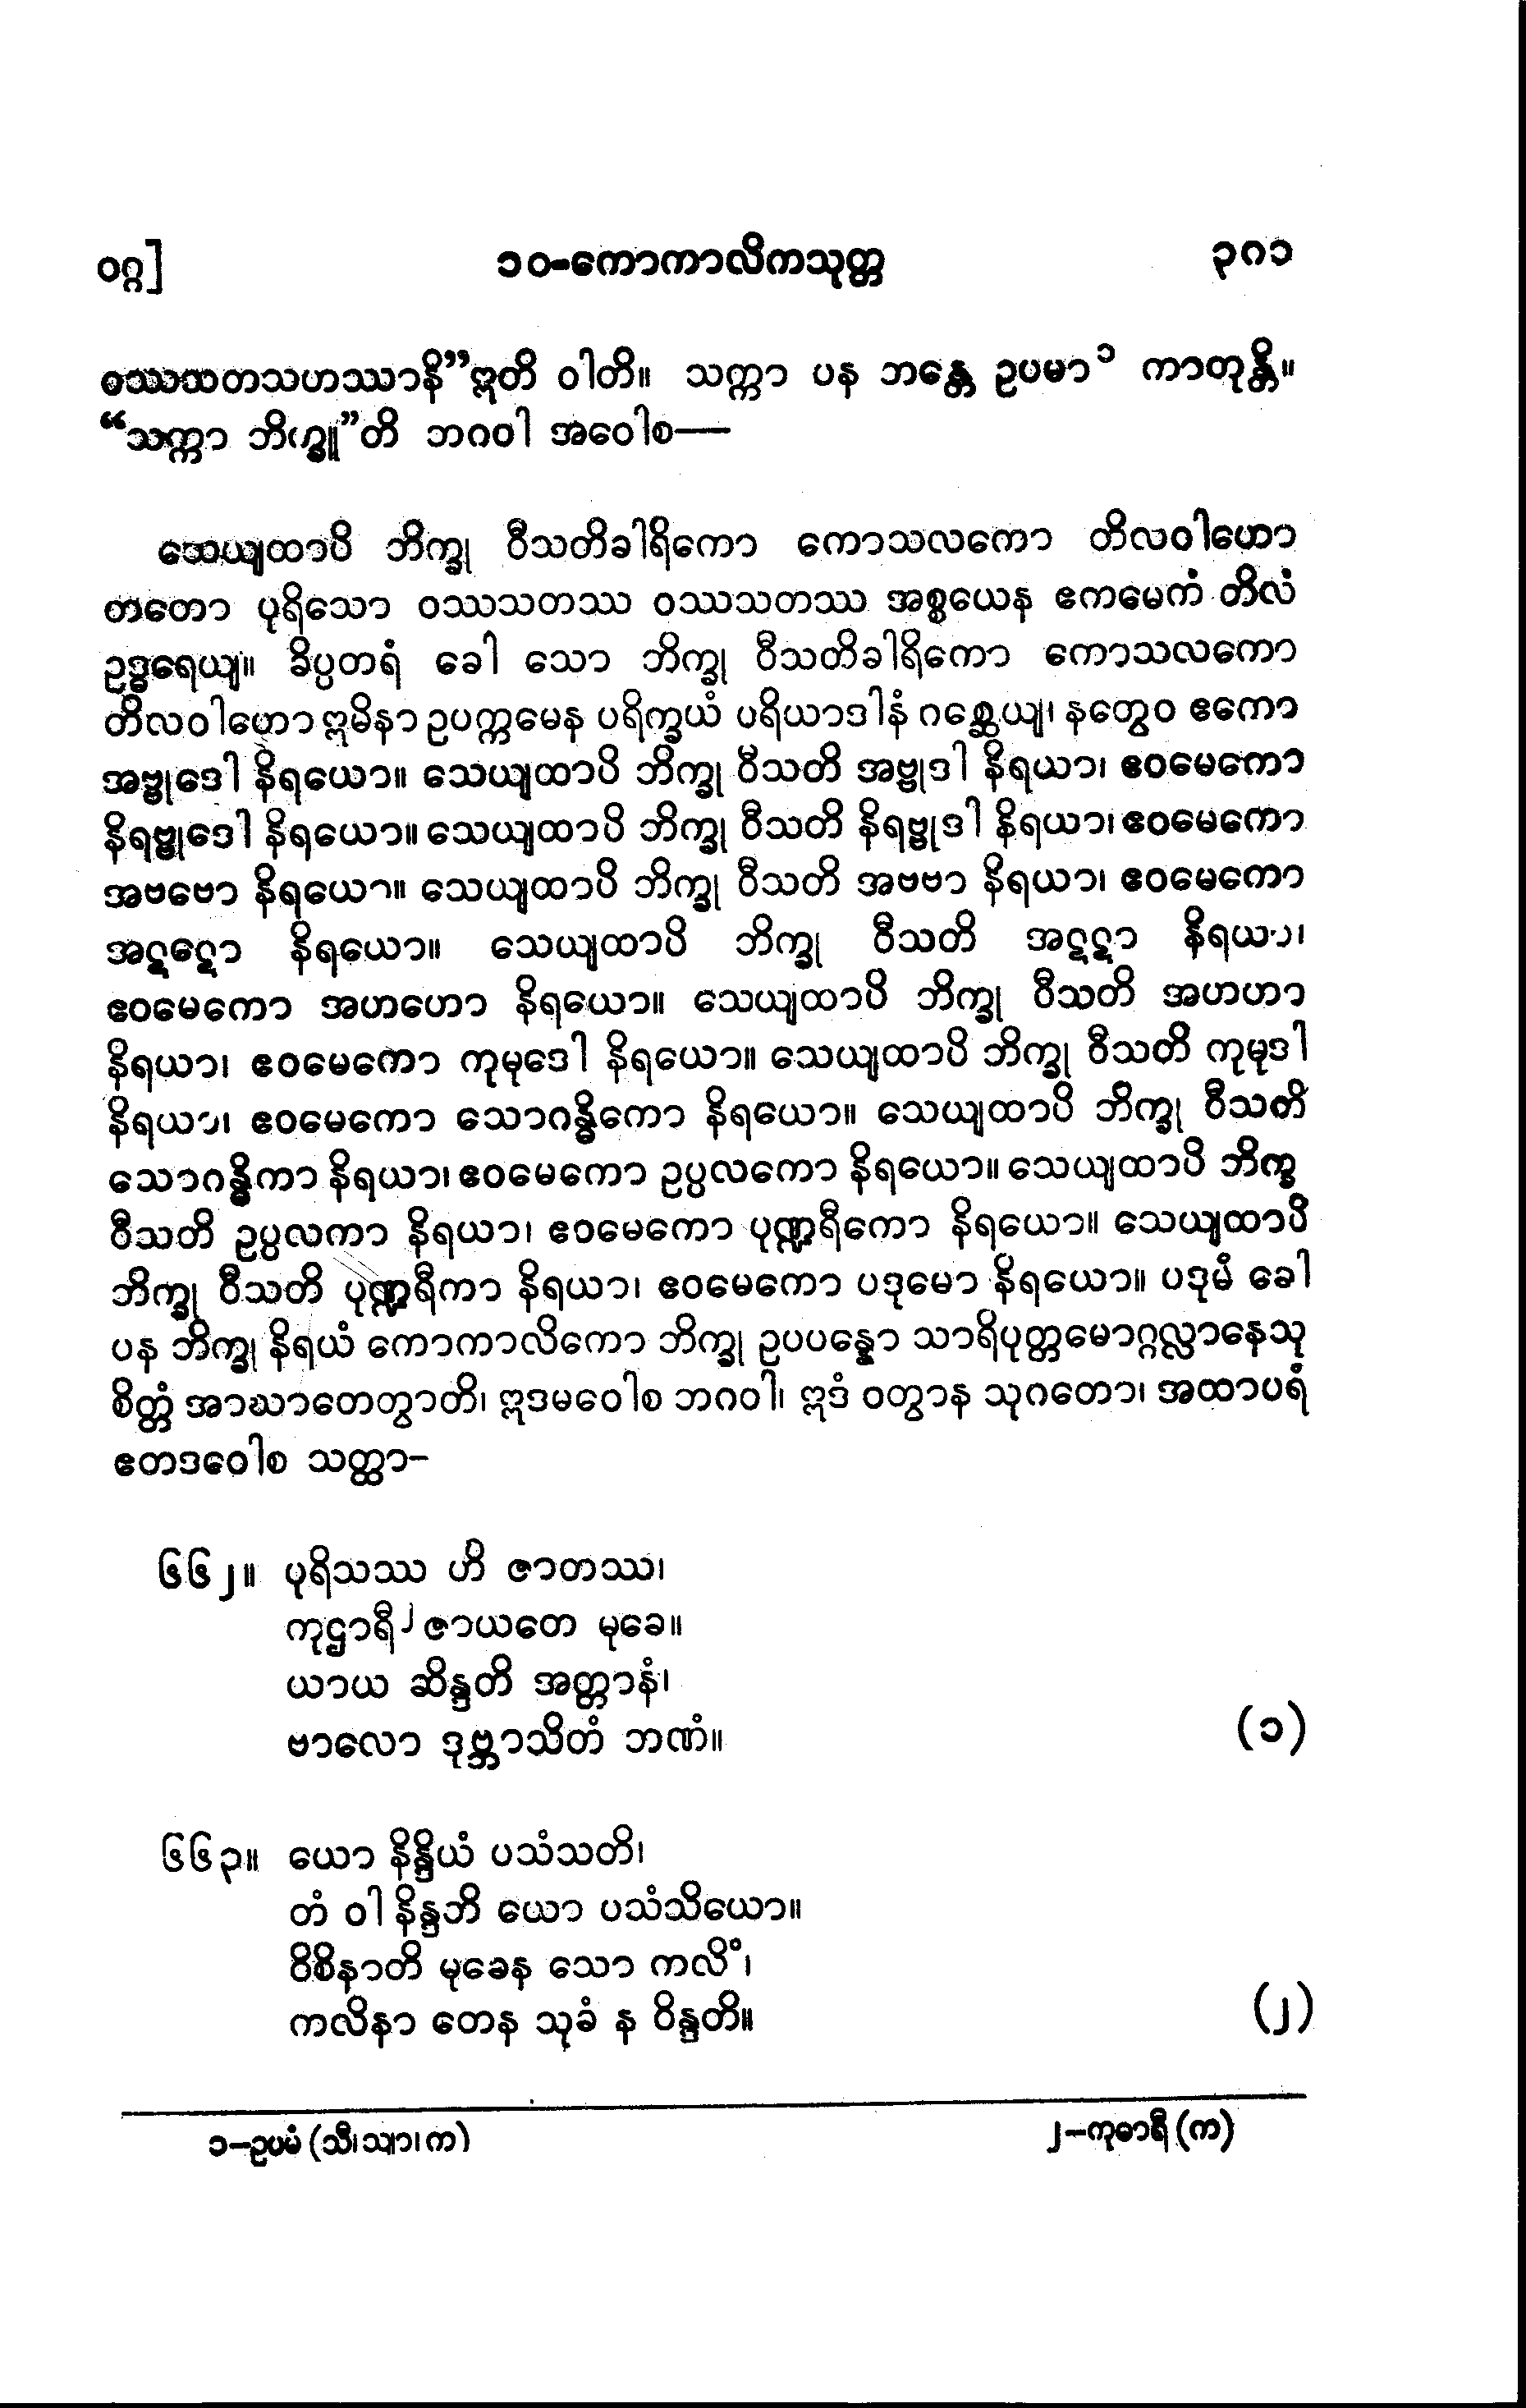 ဝဂ္ဂ]
၁၀-ကောကာလိကသုတ္တ
၃၈၁
ဝဿသတသဟဿာနိ”ဣတိ ဝါတိ။ သက္ကာ ပန ဘန္တေ ဥပမာ၁ ကာတုန္တိ။
“သက္ကာ ဘိက္ခူ”တိ ဘဂဝါ အဝေါစ—
သေယျထာပိ ဘိက္ခု ဝီသတိခါရိကော ကောသလကော တိလဝါဟော
တတော ပုရိသော ဝဿသတဿ ဝဿသတဿ အစ္စယေန ဧကမေကံ တိလံ
ဥဒ္ဓရေယျ။ ခိပ္ပတရံ ခေါ သော ဘိက္ခု ဝီသတိခါရိကော ကောသလကော
တိလဝါဟော ဣမိနာ ဥပက္ကမေန ပရိက္ခယံ ပရိယာဒါနံ ဂစ္ဆေယျ၊ နတွေဝ ဧကော
အဗ္ဗုဒေါ နိရယော။ သေယျထာပိ ဘိက္ခု ဝီသတိ အဗ္ဗုဒါ နိရယာ၊ ဧဝမေကော
နိရဗ္ဗုဒေါ နိရယော။ သေယျထာပိ ဘိက္ခု ဝီသတိ နိရဗ္ဗုဒါ နိရယာ၊ ဧဝမေကော
အဗဗော နိရယော။ သေယျထာပိ ဘိက္ခု ဝီသတိ အဗဗာ နိရယာ၊ ဧဝမေကော
အဋဋော နိရယော။ သေယျထာပိ ဘိက္ခု ဝီသတိ အဋဋာ နိရယာ၊
ဧဝမေကော အဟဟော နိရယော။ သေယျထာပိ ဘိက္ခု ဝီသတိ အဟဟာ
နိရယာ၊ ဧဝမေကော ကုမုဒေါ နိရယော။ သေယျထာပိ ဘိက္ခု ဝီသတိ ကုမုဒါ
နိရယာ၊ ဧဝမေကော သောဂန္ဓိကော နိရယော။ သေယျထာပိ ဘိက္ခု ဝီသတိ
သောဂန္ဓိကာ နိရယာ၊ ဧဝမေကော ဥပ္ပလကော နိရယော။ သေယျထာပိ ဘိက္ခု
ဝီသတိ ဥပ္ပလကာ နိရယာ၊ ဧဝမေကော ပုဏ္ဍရီကော နိရယော။ သေယျထာပိ
ဘိက္ခု ဝီသတိ ပုဏ္ဍရီကာ နိရယာ၊ ဧဝမေကော ပဒုမော နိရယော။ ပဒုမံ ခေါ
ပန ဘိက္ခု နိရယံ ကောကာလိကော ဘိက္ခု ဥပပန္နော သာရိပုတ္တမောဂ္ဂလ္လာနေသု
စိတ္တံ အာဃာတေတွာတိ၊ ဣဒမဝေါစ ဘဂဝါ၊ ဣဒံ ဝတွာန သုဂတော၊ အထာပရံ
ဧတဒဝေါစ သတ္ထာ-
၆၆၂။ ပုရိသဿ ဟိ ဇာတဿ၊
ကုဌာရီ၂ ဇာယတေ မုခေ။
ယာယ ဆိန္ဒတိ အတ္တာနံ၊
ဗာလော ဒုဗ္ဘာသိတံ ဘဏံ။
(၁)
၆၆၃။ ယော နိန္ဒိယံ ပသံသတိ၊
တံ ဝါ နိန္ဒတိ ယော ပသံသိယော။
ဝိစိနာတိ မုခေန သော ကလိံ၊
ကလိနာ တေန သုခံ န ဝိန္ဒတိ။
(၂)
၁-ဥပမံ (သီ၊ သျာ၊ က)
၂-ကုဓာရီ (က)